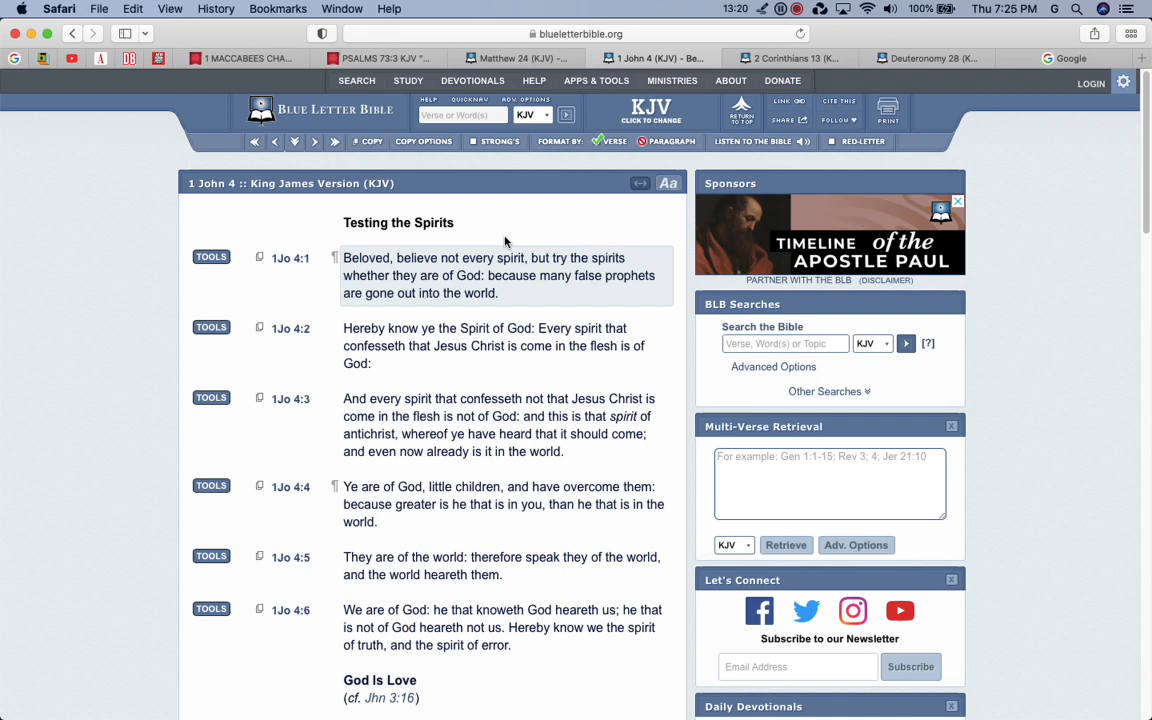 Safari File Edit View History Bookmarks Window Help 13:20 100% Thu 7:25 PM G
blueletterbible.org
G A DB 1 MACCABEES CHA... PSALMS 73:3 KJV "... Matthew 24 (KJV) -... 1 John 4 (KJV) - Be... 2 Corinthians 13 (K... Deuteronomy 28 (K... Google
SEARCH STUDY DEVOTIONALS HELP APPS & TOOLS MINISTRIES ABOUT DONATE LOGIN
BLUE LETTER BIBLE
HELP QUICKNAV ADV. OPTIONS
Verse or Word(s) KJV
KJV
CLICK TO CHANGE
RETURN TO TOP
LINK CITE THIS
SHARE FOLLOW
PRINT
COPY COPY OPTIONS STRONG'S FORMAT BY: VERSE PARAGRAPH LISTEN TO THE BIBLE RED-LETTER
1 John 4 :: King James Version (KJV) Aa
Testing the Spirits
TOOLS 1Jo 4:1 ¶ Beloved, believe not every spirit, but try the spirits
whether they are of God: because many false prophets
are gone out into the world.
TOOLS 1Jo 4:2 Hereby know ye the Spirit of God: Every spirit that
confesseth that Jesus Christ is come in the flesh is of
God:
TOOLS 1Jo 4:3 And every spirit that confesseth not that Jesus Christ is
come in the flesh is not of God: and this is that spirit of
antichrist, whereof ye have heard that it should come;
and even now already is it in the world.
TOOLS 1Jo 4:4 ¶ Ye are of God, little children, and have overcome them:
because greater is he that is in you, than he that is in the
world.
TOOLS 1Jo 4:5 They are of the world: therefore speak they of the world,
and the world heareth them.
TOOLS 1Jo 4:6 We are of God: he that knoweth God heareth us; he that
is not of God heareth not us. Hereby know we the spirit
of truth, and the spirit of error.
God Is Love
(cf. Jhn 3:16)
Sponsors
TIMELINE of the
APOSTLE PAUL
PARTNER WITH THE BLB (DISCLAIMER)
BLB Searches
Search the Bible
Verse, Word(s) or Topic KJV [?]
Advanced Options
Other Searches
Multi-Verse Retrieval X
For example: Gen 1:1-15; Rev 3; 4; Jer 21:10
KJV Retrieve Adv. Options
Let's Connect X
Subscribe to our Newsletter
Email Address Subscribe
Daily Devotionals X